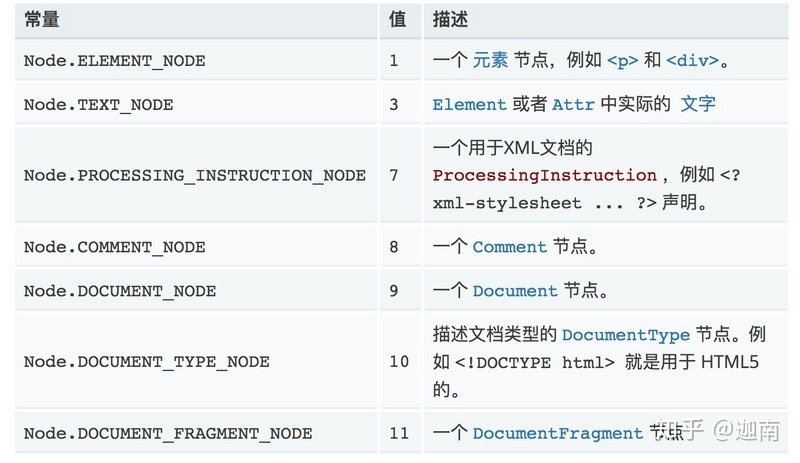 常量 值 描述
Node.ELEMENT_NODE 1 一个 元素 节点，例如 <p> 和 <div>。
Node.TEXT_NODE 3 Element 或者 Attr 中实际的 文字
Node.PROCESSING_INSTRUCTION_NODE 7 一个用于XML文档的
ProcessingInstruction ，例如 <?
xml-stylesheet ... ?> 声明。
Node.COMMENT_NODE 8 一个 Comment 节点。
Node.DOCUMENT_NODE 9 一个 Document 节点。
Node.DOCUMENT_TYPE_NODE 10 描述文档类型的 DocumentType 节点。例
如 <!DOCTYPE html> 就是用于 HTML5
的。
Node.DOCUMENT_FRAGMENT_NODE 11 一个 DocumentFragment 节点
知乎 @迦南